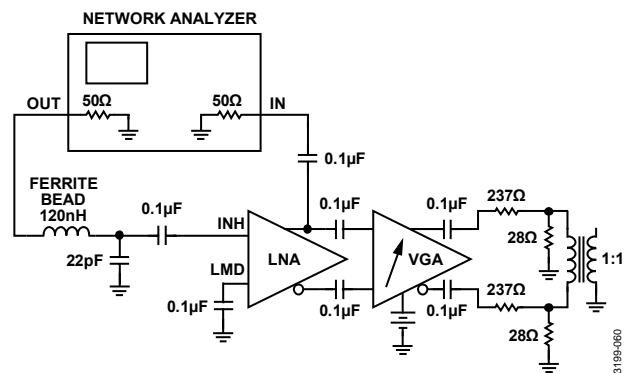 NETWORK ANALYZER
OUT
50Ω
50Ω
IN
0.1µF
FERRITE
BEAD
120nH
0.1µF
INH
22pF
LMD
0.1µF
LNA
0.1µF
0.1µF
VGA
0.1µF
0.1µF
237Ω
28Ω
237Ω
28Ω
1:1
3199-060